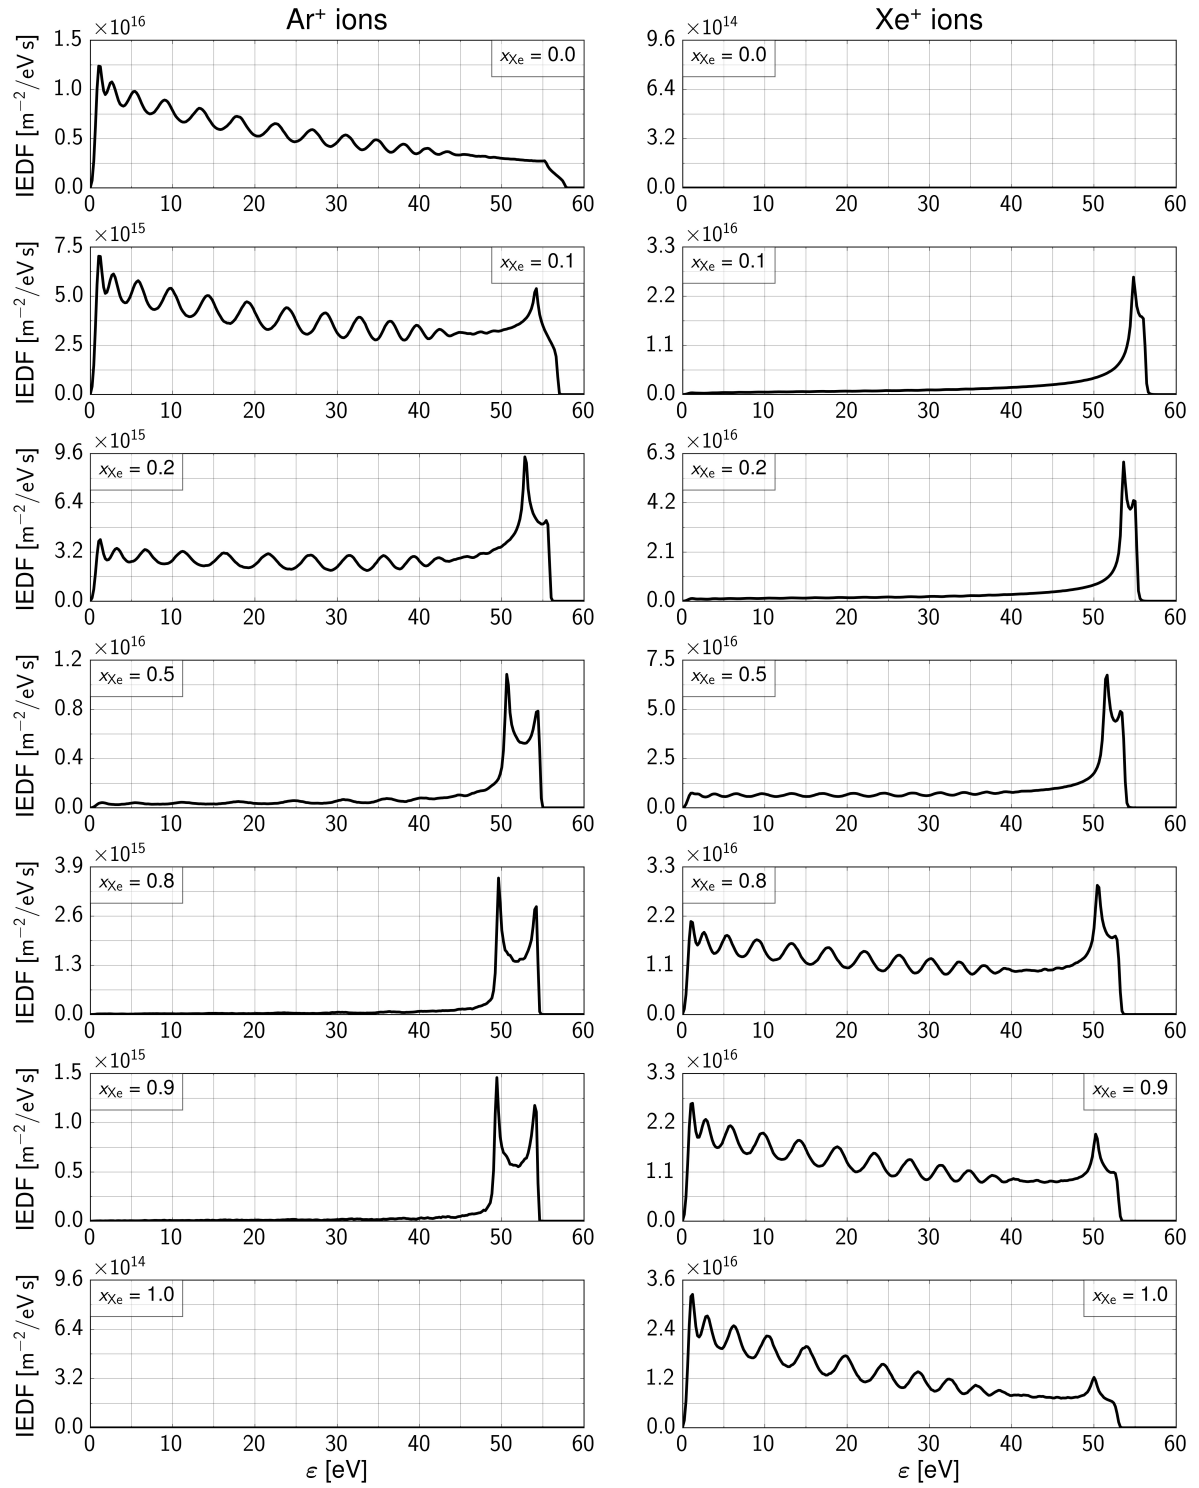 Ar⁺ ions
Xe⁺ ions
×10¹⁶
IEDF [m⁻²/eV s]
1.5
1.0
0.5
0.0
x_Xe = 0.0
0 10 20 30 40 50 60
×10¹⁴
9.6
6.4
3.2
0.0
x_Xe = 0.0
0 10 20 30 40 50 60
×10¹⁵
IEDF [m⁻²/eV s]
7.5
5.0
2.5
0.0
x_Xe = 0.1
0 10 20 30 40 50 60
×10¹⁶
3.3
2.2
1.1
0.0
x_Xe = 0.1
0 10 20 30 40 50 60
×10¹⁵
IEDF [m⁻²/eV s]
9.6
6.4
3.2
0.0
x_Xe = 0.2
0 10 20 30 40 50 60
×10¹⁶
6.3
4.2
2.1
0.0
x_Xe = 0.2
0 10 20 30 40 50 60
×10¹⁶
IEDF [m⁻²/eV s]
1.2
0.8
0.4
0.0
x_Xe = 0.5
0 10 20 30 40 50 60
×10¹⁶
7.5
5.0
2.5
0.0
x_Xe = 0.5
0 10 20 30 40 50 60
×10¹⁵
IEDF [m⁻²/eV s]
3.9
2.6
1.3
0.0
x_Xe = 0.8
0 10 20 30 40 50 60
×10¹⁶
3.3
2.2
1.1
0.0
x_Xe = 0.8
0 10 20 30 40 50 60
×10¹⁵
IEDF [m⁻²/eV s]
1.5
1.0
0.5
0.0
x_Xe = 0.9
0 10 20 30 40 50 60
×10¹⁶
3.3
2.2
1.1
0.0
x_Xe = 0.9
0 10 20 30 40 50 60
×10¹⁴
IEDF [m⁻²/eV s]
9.6
6.4
3.2
0.0
x_Xe = 1.0
0 10 20 30 40 50 60
ε [eV]
×10¹⁶
3.6
2.4
1.2
0.0
x_Xe = 1.0
0 10 20 30 40 50 60
ε [eV]